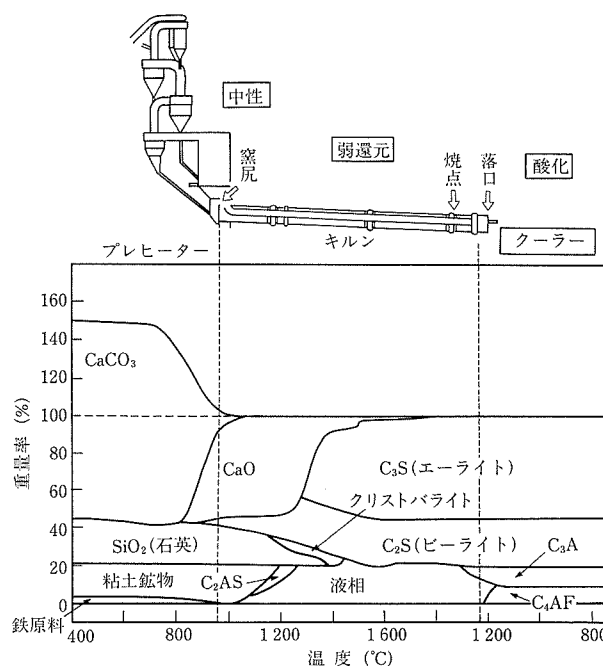 中性
弱還元
酸化
窯尻
焼点
落口
プレヒーター
キルン
クーラー
重量率 (%)
160
140
120
100
80
60
40
20
0
CaCO₃
CaO
C₃S(エーライト)
クリストバライト
SiO₂(石英)
C₂S(ビーライト)
C₃A
粘土鉱物
C₂AS
液相
C₄AF
鉄原料
400
800
1 200
1 600
1 200
800
温度 (℃)